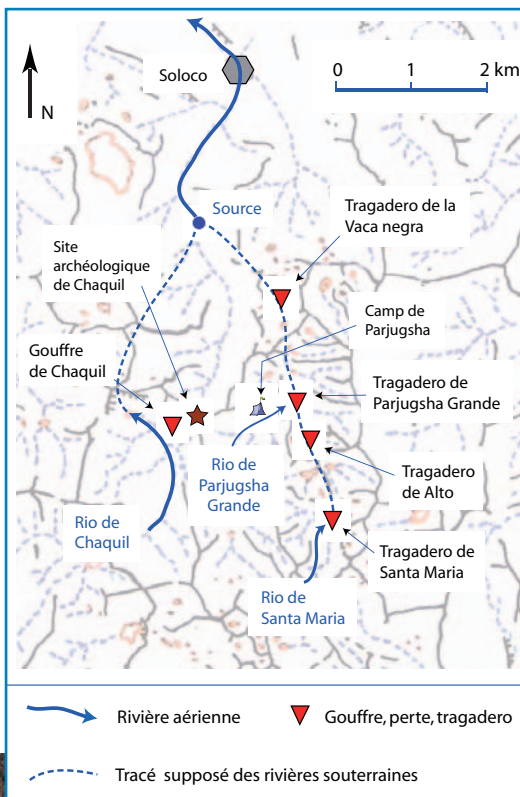 Soloco
0 1 2 km
N
Source
Tragadero de la
Vaca negra
Site
archéologique
de Chaquil
Camp de
Parjugsha
Gouffre
de Chaquil
Tragadero de
Parjugsha Grande
Rio de
Parjugsha
Grande
Tragadero
de Alto
Rio de
Chaquil
Tragadero de
Santa Maria
Rio de
Santa Maria
Rivière aérienne
Gouffre, perte, tragadero
Tracé supposé des rivières souterraines